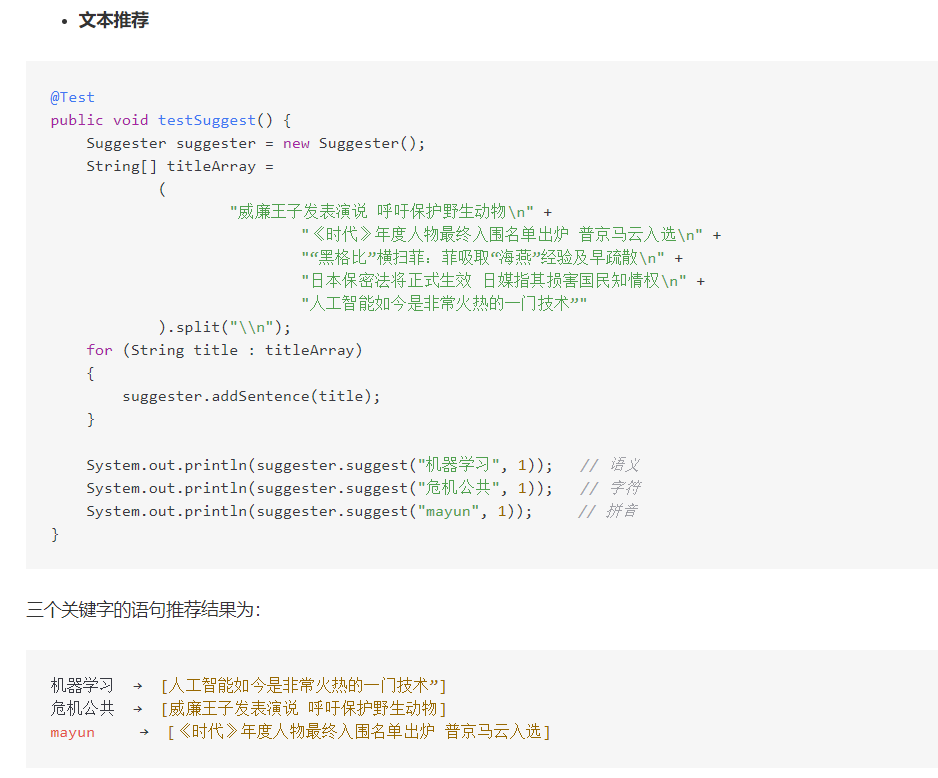 • 文本推荐
@Test
public void testSuggest() {
    Suggester suggester = new Suggester();
    String[] titleArray =
            (
                    "威廉王子发表演说 呼吁保护野生动物\n" +
                            "《时代》年度人物最终入围名单出炉 普京马云入选\n" +
                            "“黑格比”横扫菲：菲吸取“海燕”经验及早疏散\n" +
                            "日本保密法将正式生效 日媒指其损害国民知情权\n" +
                            "人工智能如今是非常火热的一门技术”"
            ).split("\\n");
    for (String title : titleArray)
    {
        suggester.addSentence(title);
    }
    System.out.println(suggester.suggest("机器学习", 1));   // 语义
    System.out.println(suggester.suggest("危机公共", 1));   // 字符
    System.out.println(suggester.suggest("mayun", 1));     // 拼音
}
三个关键字的语句推荐结果为：
机器学习  →  [人工智能如今是非常火热的一门技术”]
危机公共  →  [威廉王子发表演说 呼吁保护野生动物]
mayun     →  [《时代》年度人物最终入围名单出炉 普京马云入选]